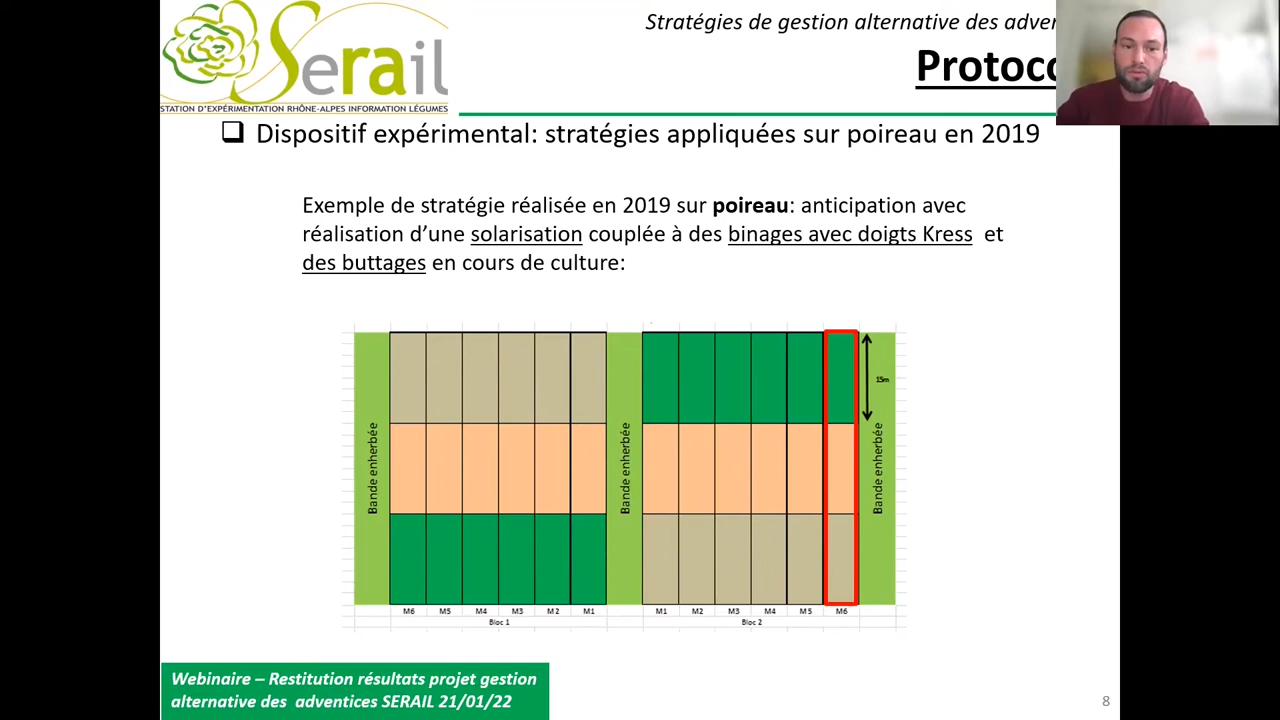 Serail
STATION D'EXPÉRIMENTATION RHÔNE-ALPES INFORMATION LÉGUMES
Stratégies de gestion alternative des adven
Protoco
Dispositif expérimental: stratégies appliquées sur poireau en 2019
Exemple de stratégie réalisée en 2019 sur poireau: anticipation avec
réalisation d'une solarisation couplée à des binages avec doigts Kress et
des buttages en cours de culture:
Bande enherbée
Bande enherbée
Bande enherbée
15m
M6 M5 M4 M3 M2 M1
M1 M2 M3 M4 M5 M6
Bloc 1
Bloc 2
Webinaire – Restitution résultats projet gestion
alternative des adventices SERAIL 21/01/22
8